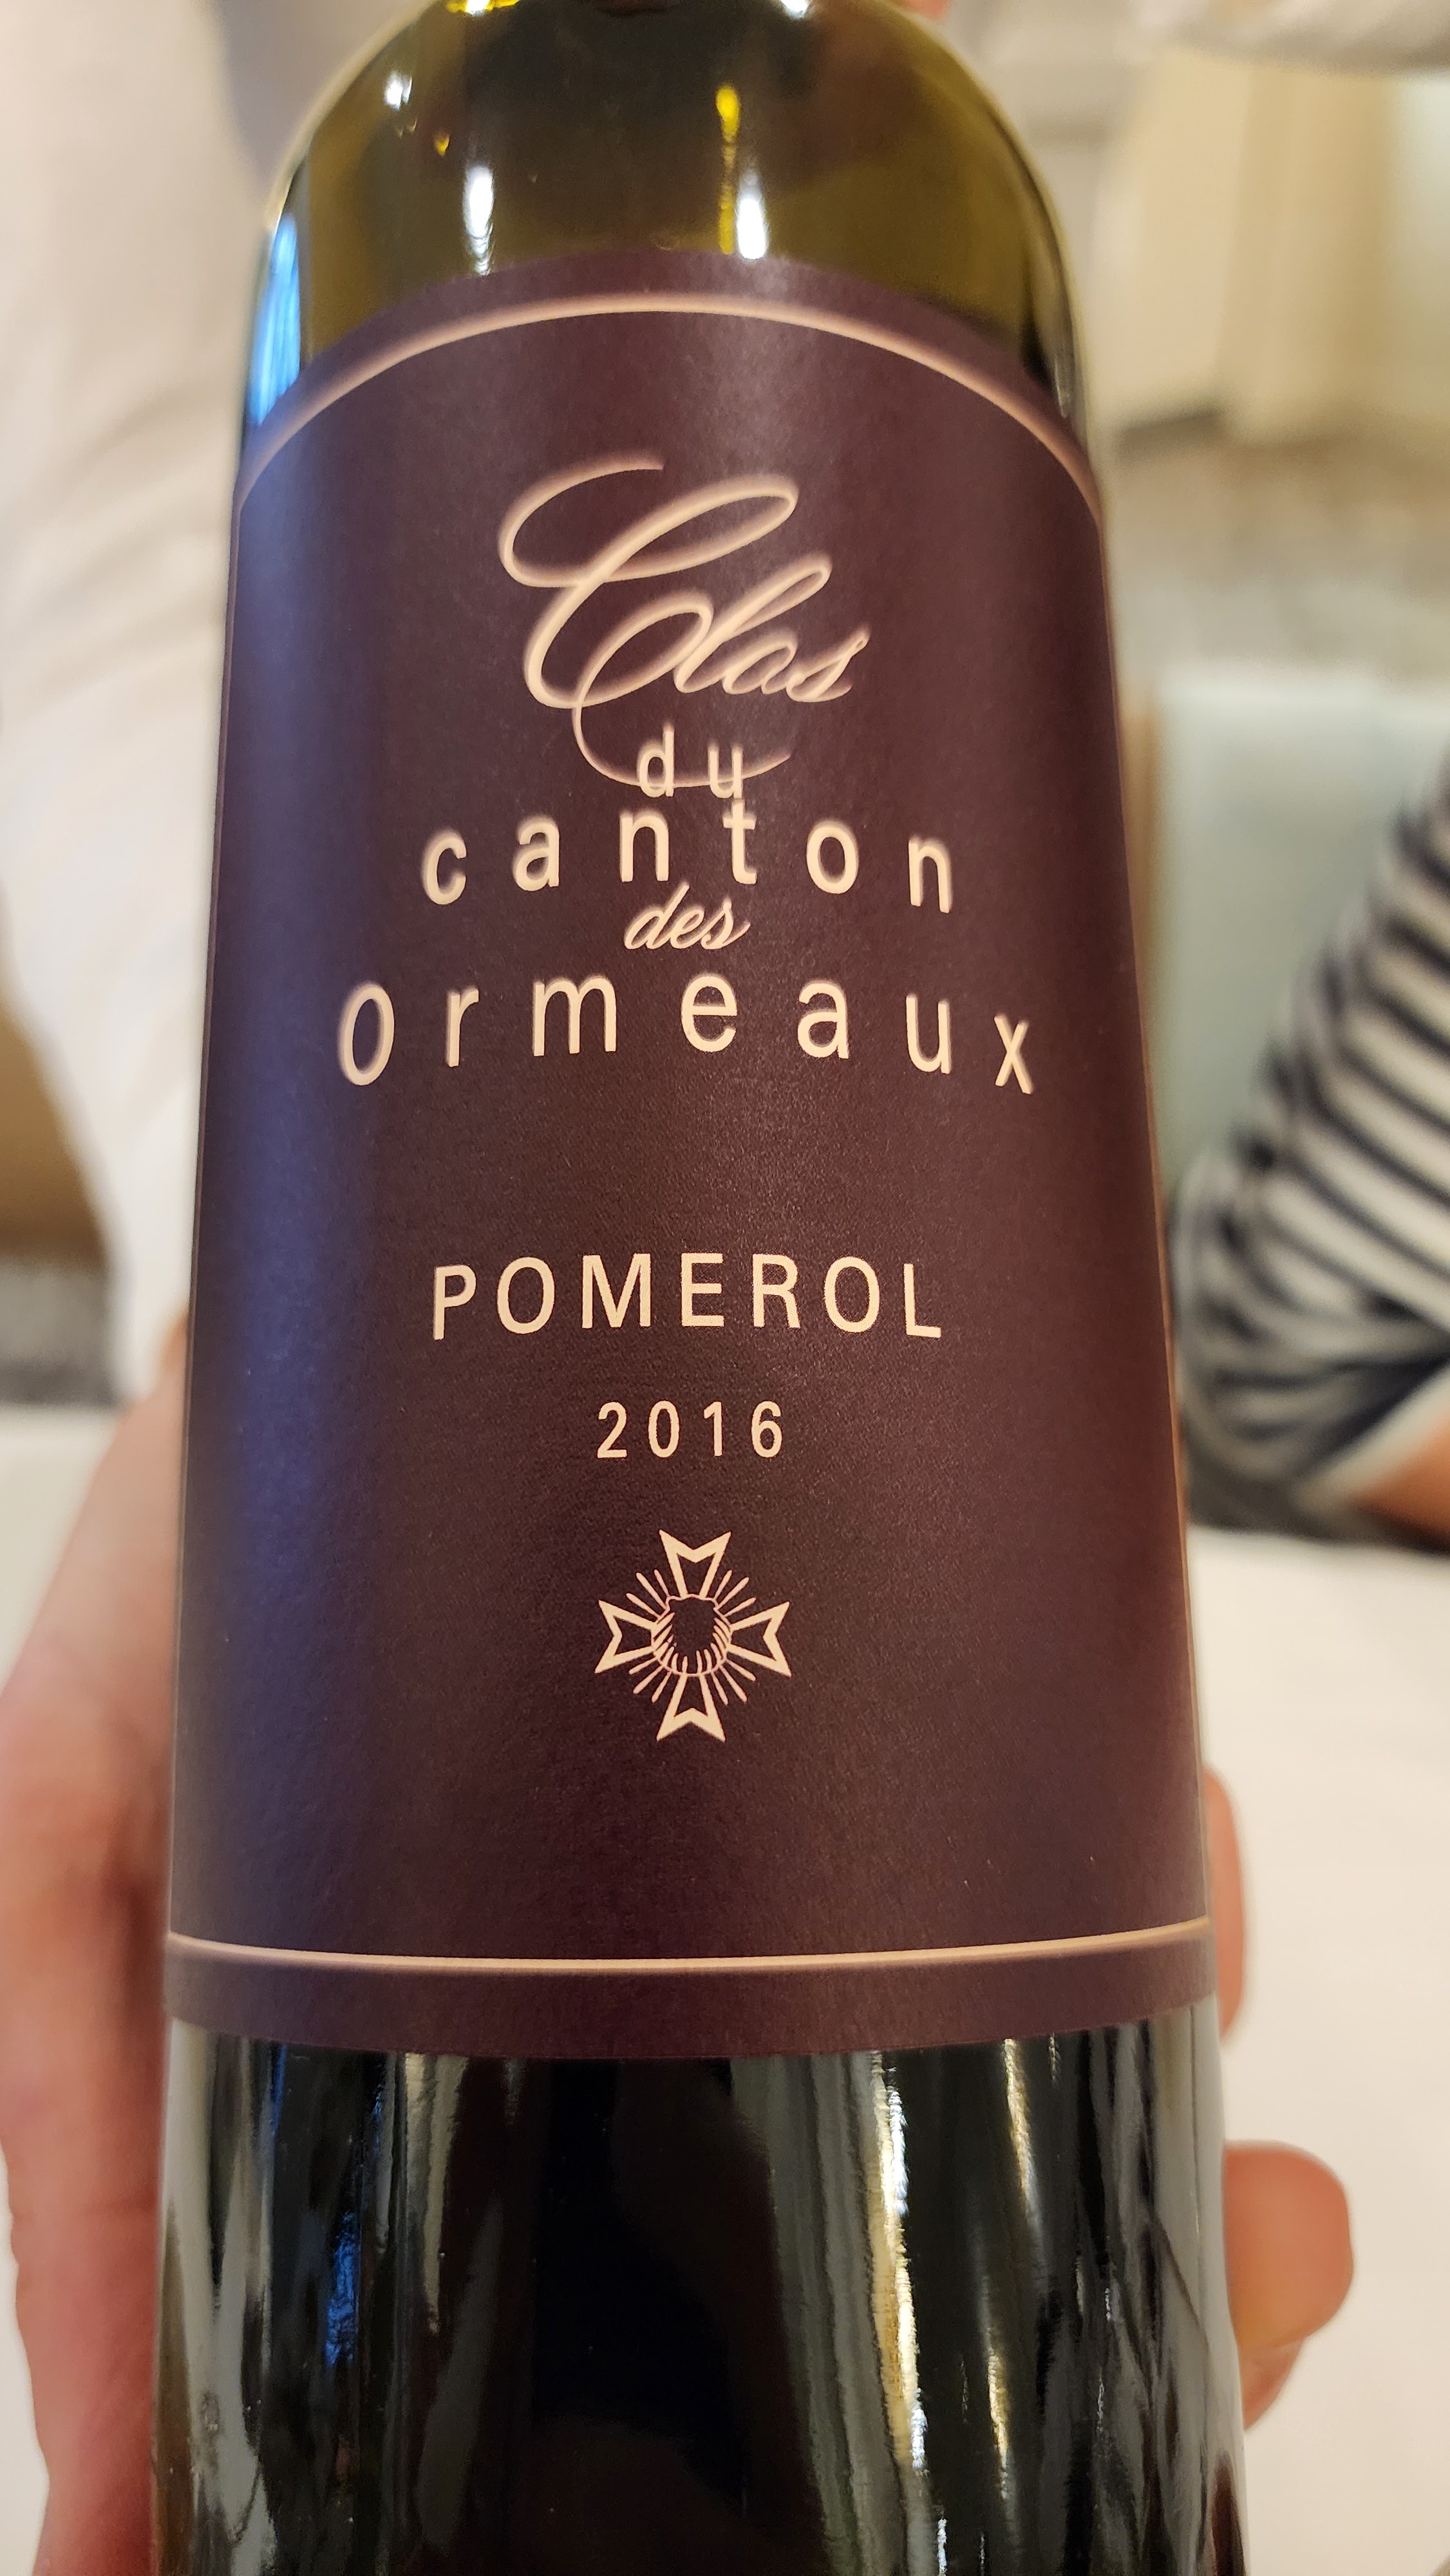 Clos
du
canton
des
Ormeaux
POMEROL
2016